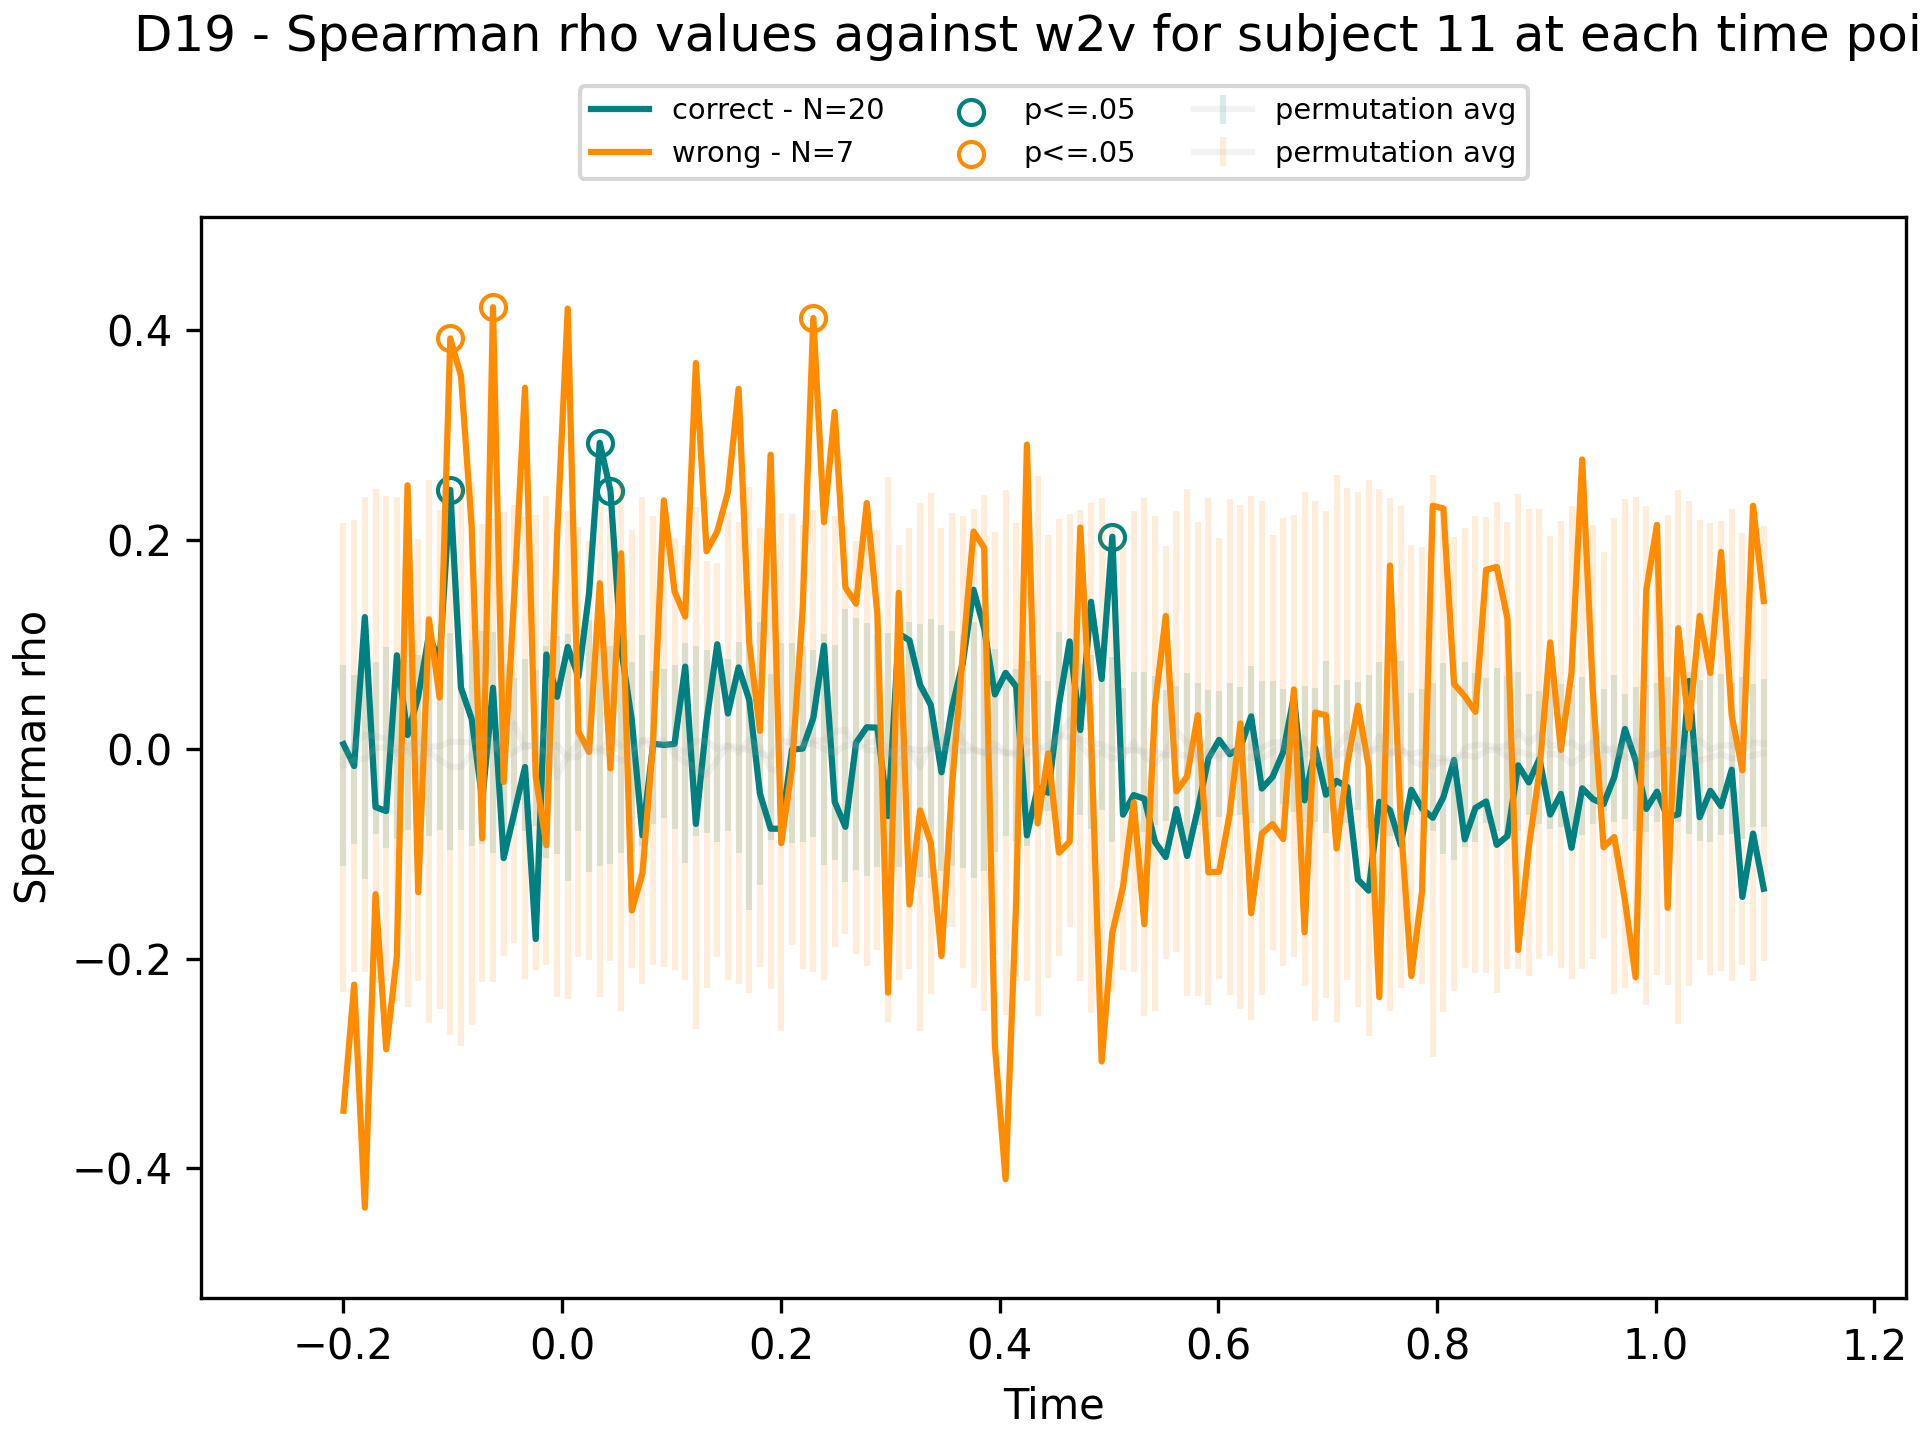 D19 - Spearman rho values against w2v for subject 11 at each time poi
correct - N=20
wrong - N=7
p<=.05
p<=.05
permutation avg
permutation avg
Spearman rho
0.4
0.2
0.0
−0.2
−0.4
−0.2 0.0 0.2 0.4 0.6 0.8 1.0 1.2
Time